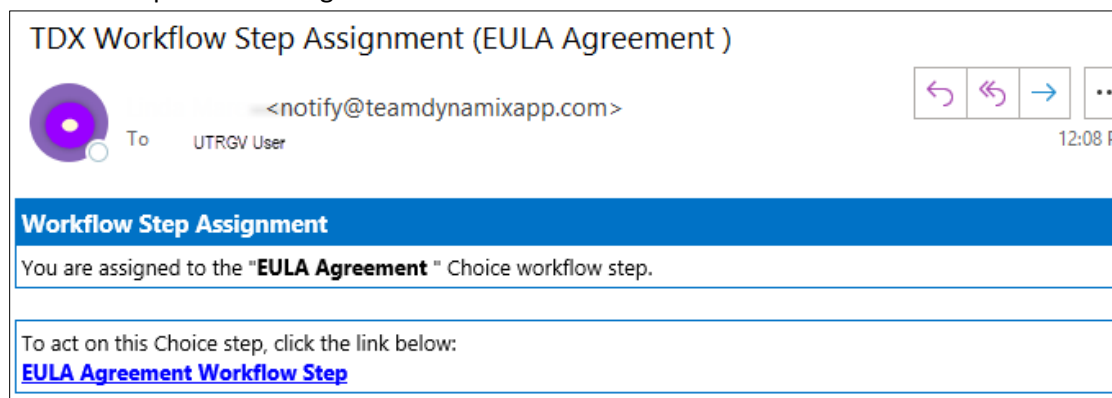 TDX Workflow Step Assignment (EULA Agreement )
<notify@teamdynamixapp.com>
To UTRGV User
12:08 P
Workflow Step Assignment
You are assigned to the "EULA Agreement " Choice workflow step.
To act on this Choice step, click the link below:
EULA Agreement Workflow Step